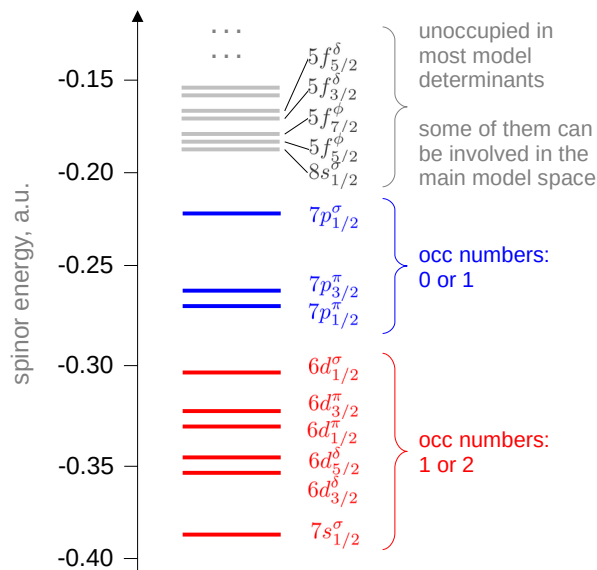 spinor energy, a.u.
-0.15
-0.20
-0.25
-0.30
-0.35
-0.40
...
...
5f^δ_{5/2}
5f^δ_{3/2}
5f^ϕ_{7/2}
5f^ϕ_{5/2}
8s^σ_{1/2}
7p^σ_{1/2}
7p^π_{3/2}
7p^π_{1/2}
6d^σ_{1/2}
6d^π_{3/2}
6d^π_{1/2}
6d^δ_{5/2}
6d^δ_{3/2}
7s^σ_{1/2}
unoccupied in
most model
determinants
some of them can
be involved in the
main model space
occ numbers:
0 or 1
occ numbers:
1 or 2